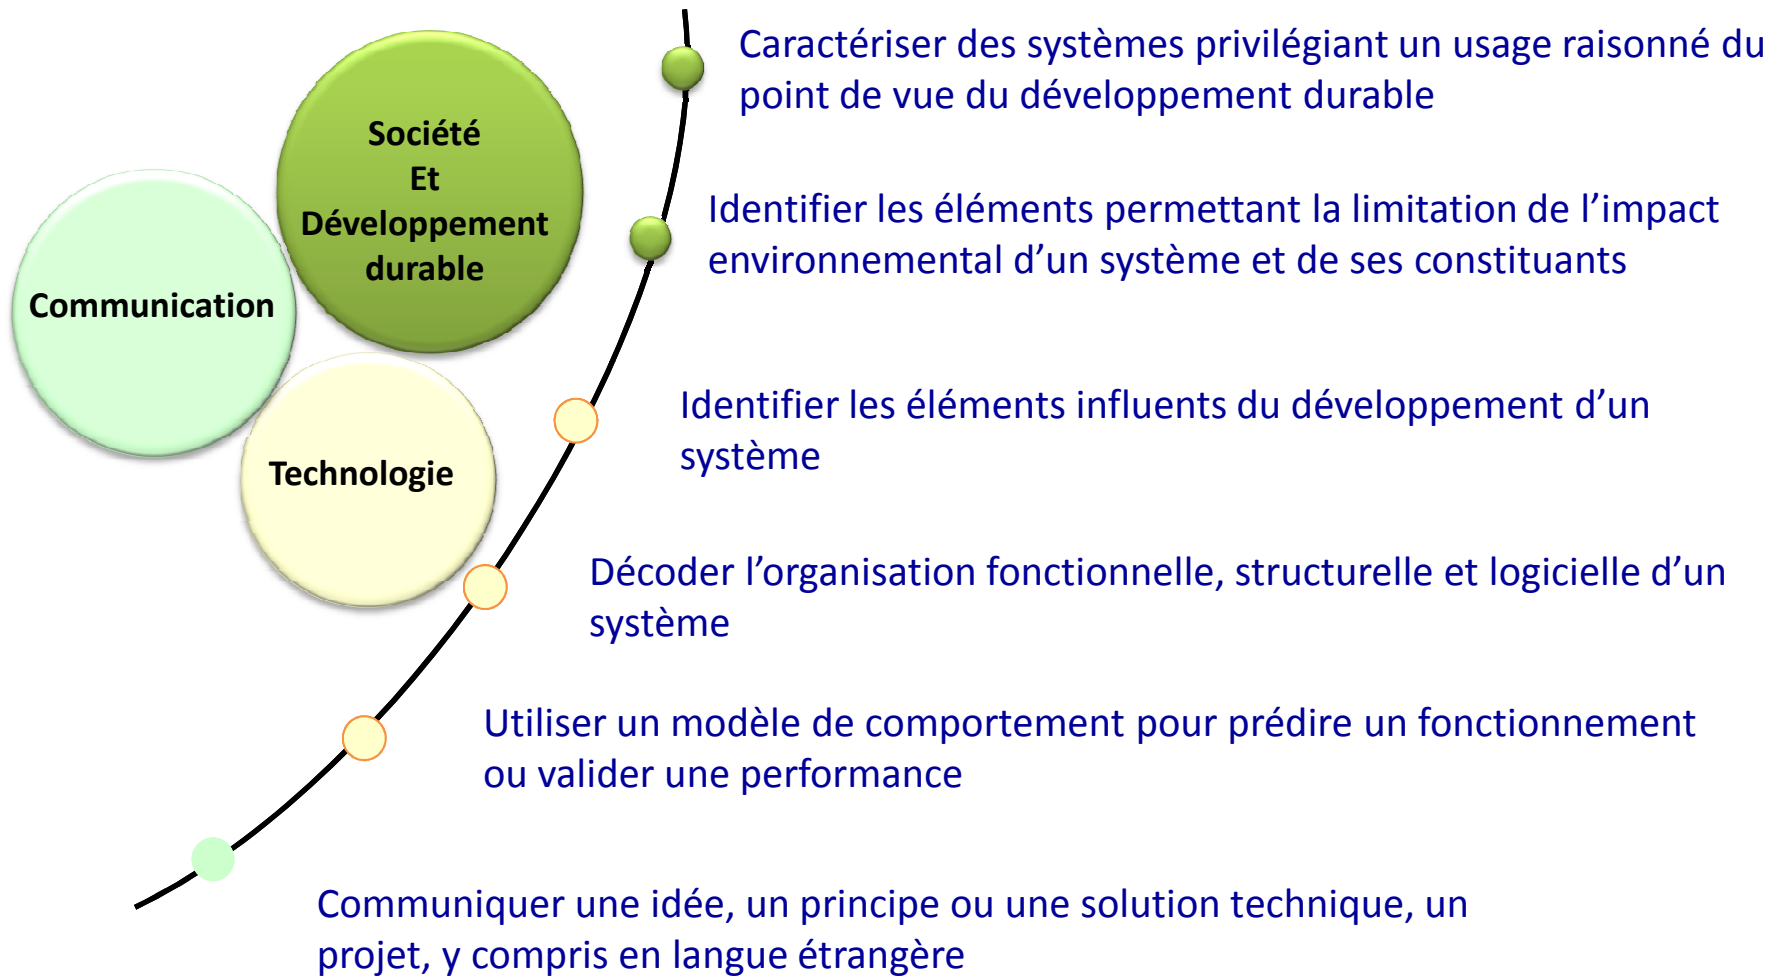 Société
Et
Développement
durable
Communication
Technologie
Caractériser des systèmes privilégiant un usage raisonné du
point de vue du développement durable
Identifier les éléments permettant la limitation de l’impact
environnemental d’un système et de ses constituants
Identifier les éléments influents du développement d’un
système
Décoder l’organisation fonctionnelle, structurelle et logicielle d’un
système
Utiliser un modèle de comportement pour prédire un fonctionnement
ou valider une performance
Communiquer une idée, un principe ou une solution technique, un
projet, y compris en langue étrangère